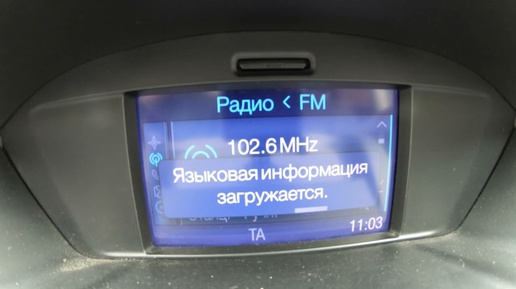 Радио < FM
102.6 MHz
Языковая информация
загружается.
TA
11:03